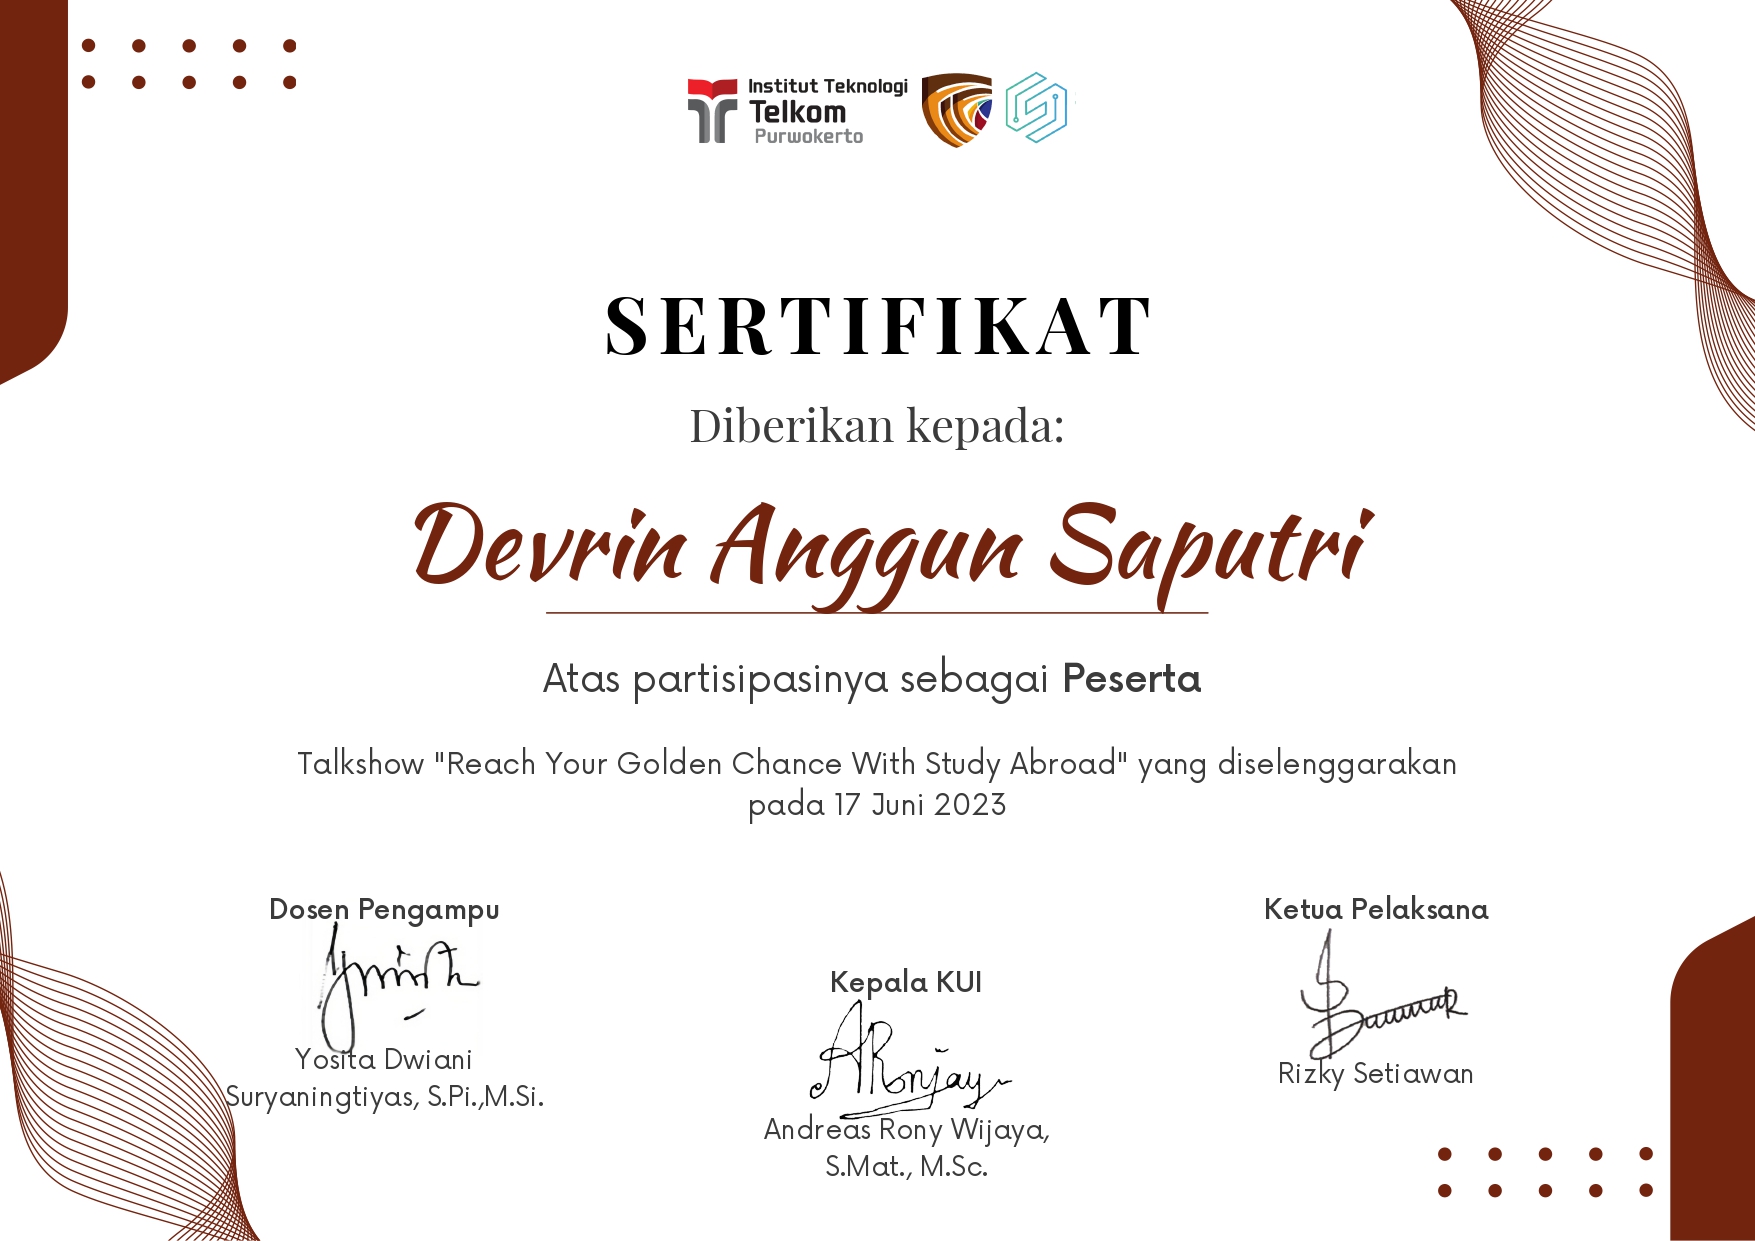 Institut Teknologi
Telkom
Purwokerto
SERTIFIKAT
Diberikan kepada:
Devrin Anggun Saputri
Atas partisipasinya sebagai Peserta
Talkshow "Reach Your Golden Chance With Study Abroad" yang diselenggarakan
pada 17 Juni 2023
Dosen Pengampu
Yosita Dwiani
Suryaningtiyas, S.Pi.,M.Si.
Kepala KUI
Andreas Rony Wijaya,
S.Mat., M.Sc.
Ketua Pelaksana
Rizky Setiawan